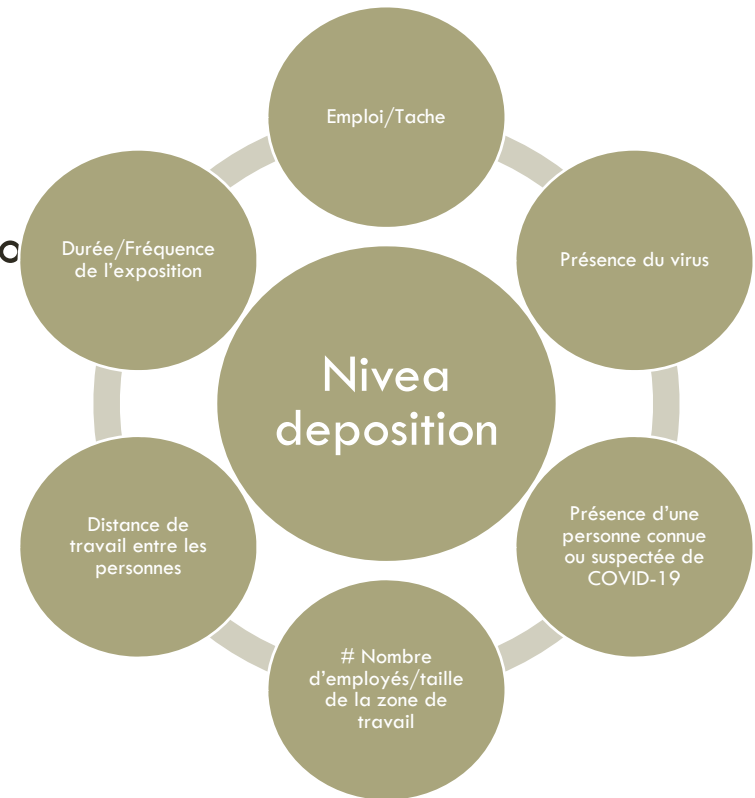 Emploi/Tache
Présence du virus
Présence d'une
personne connue
ou suspectée de
COVID-19
# Nombre
d'employés/taille
de la zone de
travail
Distance de
travail entre les
personnes
Durée/Fréquence
de l'exposition
Nivea
deposition